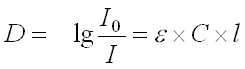 D = lg I₀/I = ε × C × l